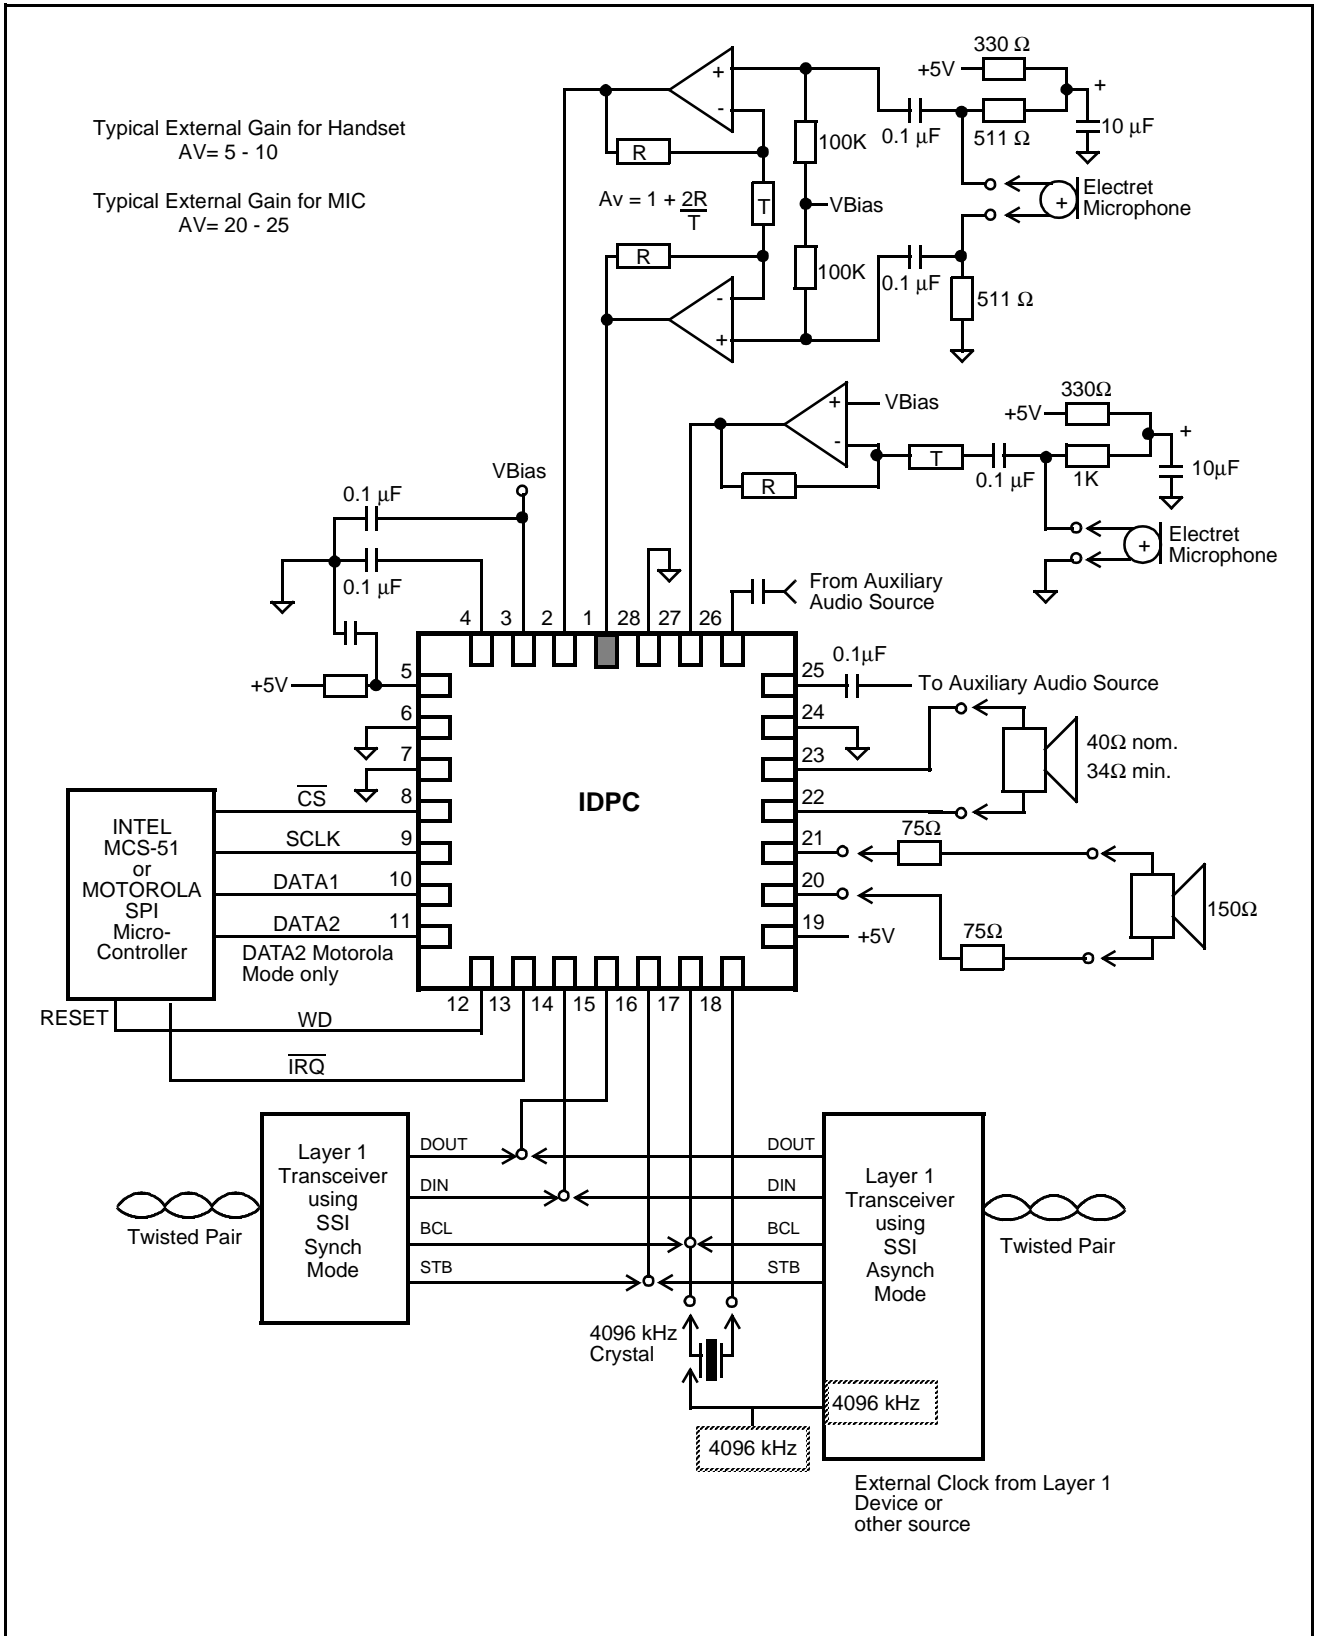 330 Ω
+5V
+
+
-
0.1 μF
511 Ω
10 μF
Typical External Gain for Handset
AV= 5 - 10
100K
R
Electret
Microphone
+
Typical External Gain for MIC
AV= 20 - 25
Av = 1 + 2R
T
T
VBias
R
100K
0.1 μF
511 Ω
-
+
330Ω
+5V
+
VBias
+
-
T
0.1 μF
1K
10μF
R
VBias
0.1 μF
0.1 μF
Electret
Microphone
+
From Auxiliary
Audio Source
4
3
2
1
28
27
26
+5V
5
6
7
8
9
10
11
25
24
23
22
21
20
19
0.1μF
To Auxiliary Audio Source
40Ω nom.
34Ω min.
IDPC
75Ω
150Ω
75Ω
+5V
INTEL
MCS-51
or
MOTOROLA
SPI
Micro-
Controller
CS
SCLK
DATA1
DATA2
DATA2 Motorola
Mode only
12
13
14
15
16
17
18
RESET
WD
IRQ
Layer 1
Transceiver
using
SSI
Synch
Mode
DOUT
DIN
BCL
STB
DOUT
DIN
BCL
STB
Layer 1
Transceiver
using
SSI
Asynch
Mode
Twisted Pair
Twisted Pair
4096 kHz
Crystal
4096 kHz
4096 kHz
External Clock from Layer 1
Device or
other source